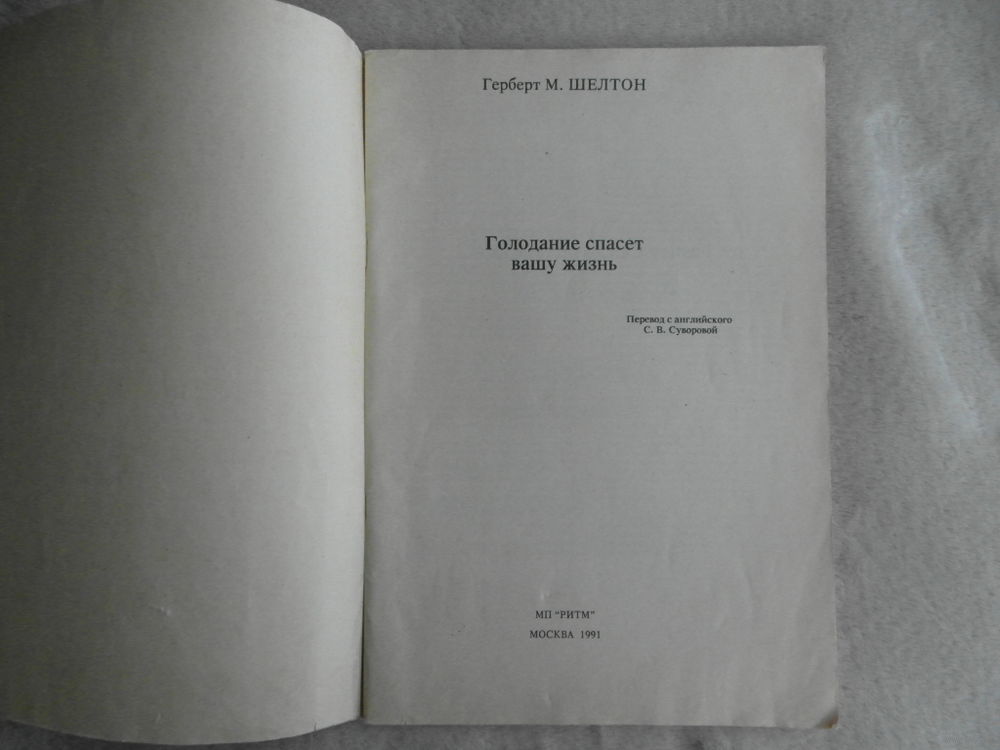 Герберт М. ШЕЛТОН
Голодание спасет
вашу жизнь
Перевод с английского
С. В. Суворовой
МП "РИТМ"
МОСКВА 1991